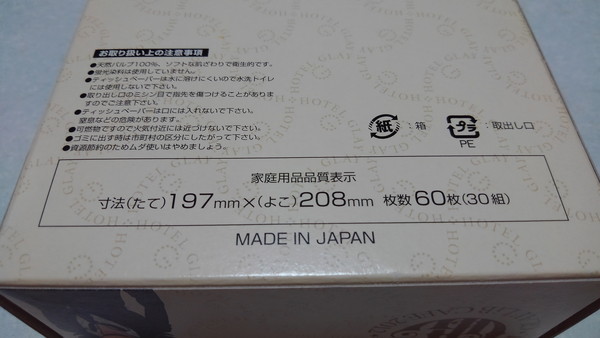 お取り扱い上の注意事項
●天然パルプ100%、ソフトな肌ざわりで衛生的です。
●蛍光染料は使用していません。
●ティッシュペーパーは水に溶けにくいので水洗トイレ
には使用しないで下さい。
●取り出し口のミシン目で指先を傷つけることがありま
すのでご注意下さい。
●ティッシュペーパーは口には入れないで下さい。
窒息などの危険があります。
●可燃物ですので火気付近には近づけないで下さい。
●ゴミに出す時は市町村の区分にしたがって下さい。
●資源節約のためムダ使いはやめましょう。
紙 :箱
プラ :取出し口
PE
家庭用品品質表示
寸法(たて)197mm×(よこ)208mm 枚数60枚(30組)
MADE IN JAPAN
HOTEL GLAY